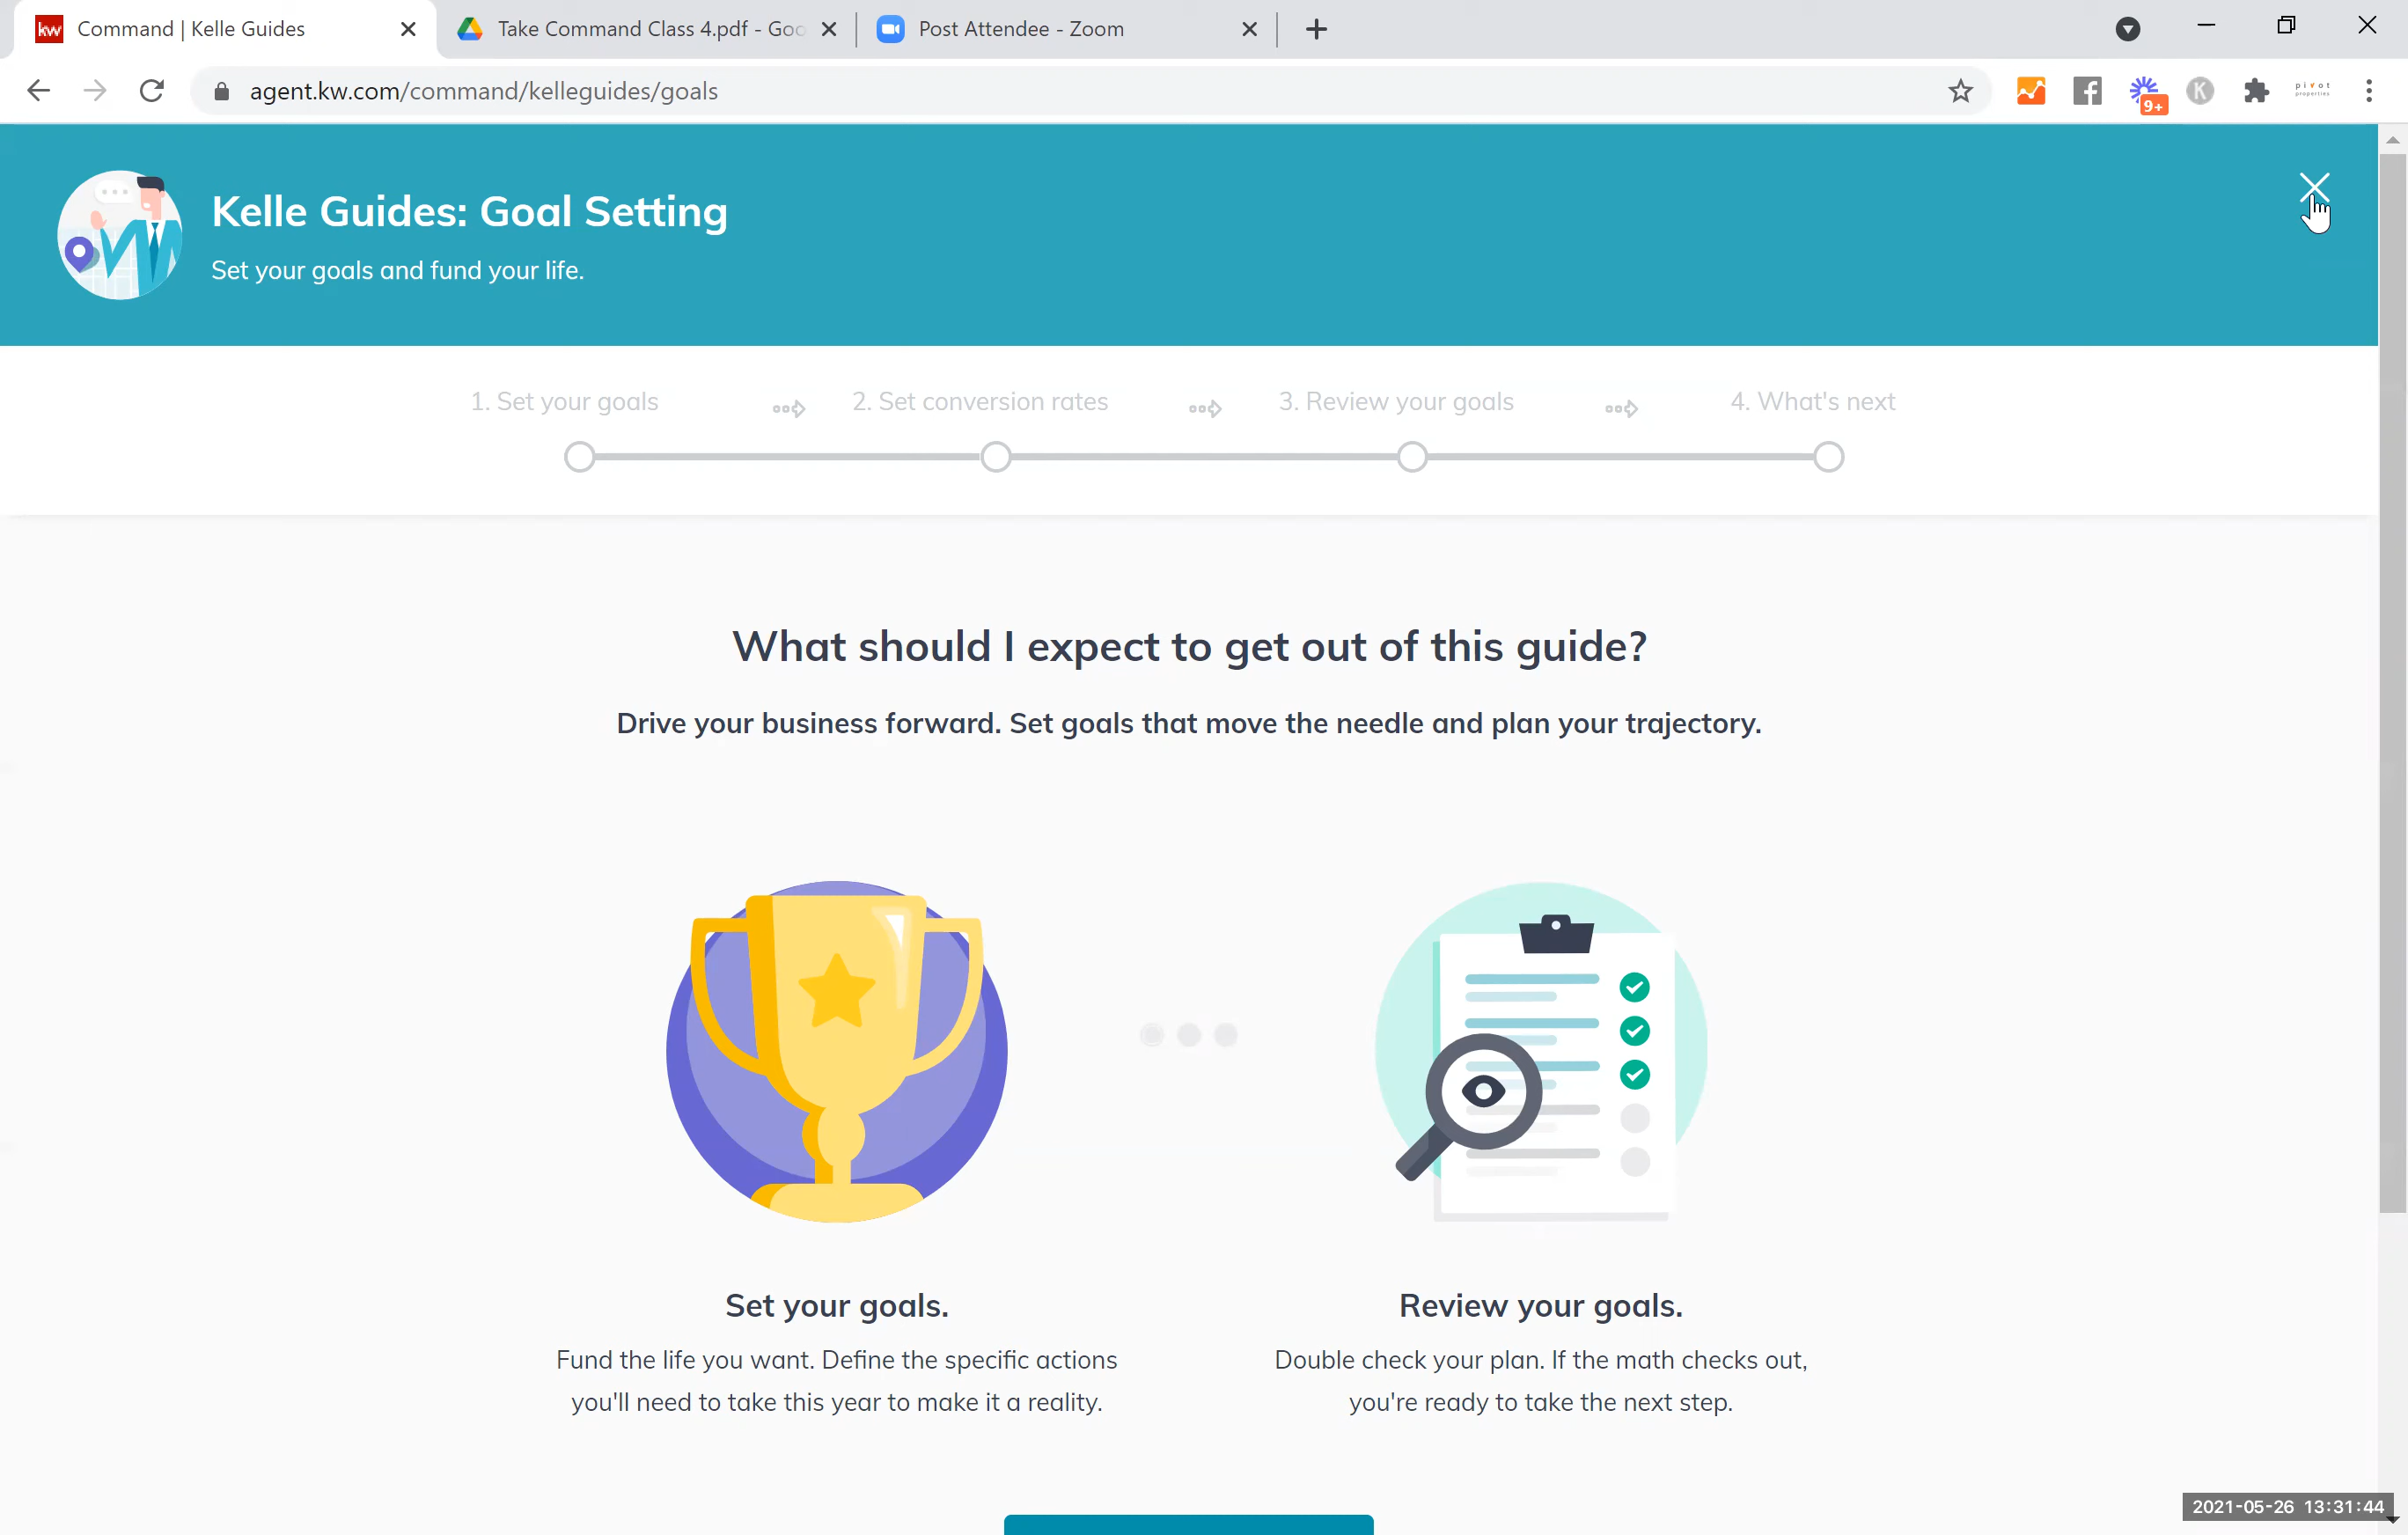 kw Command | Kelle Guides
Take Command Class 4.pdf - Goo
Post Attendee - Zoom
agent.kw.com/command/kelleguides/goals
9+
K
pivot
properties
Kelle Guides: Goal Setting
Set your goals and fund your life.
1. Set your goals
2. Set conversion rates
3. Review your goals
4. What's next
What should I expect to get out of this guide?
Drive your business forward. Set goals that move the needle and plan your trajectory.
Set your goals.
Fund the life you want. Define the specific actions
you'll need to take this year to make it a reality.
Review your goals.
Double check your plan. If the math checks out,
you're ready to take the next step.
2021-05-26 13:31:44